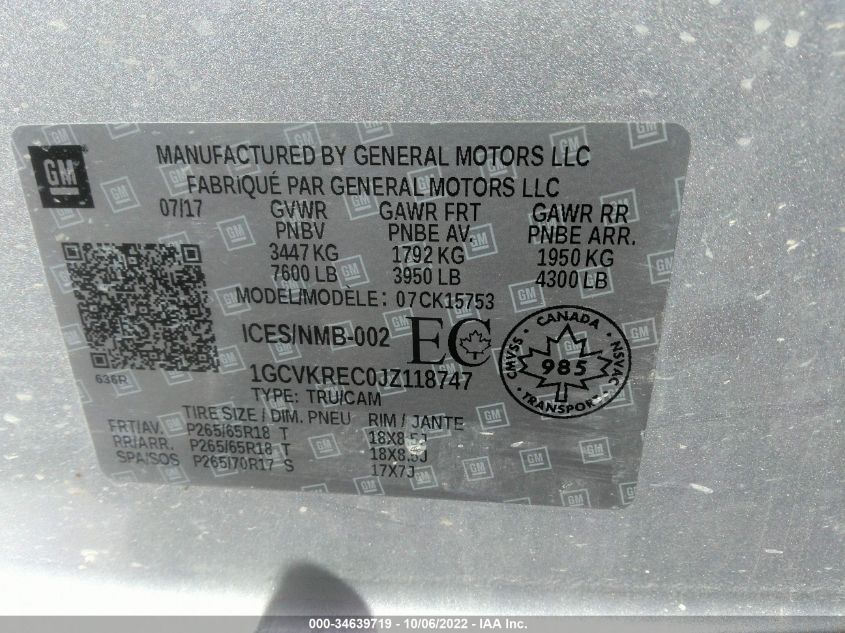 GM
MANUFACTURED BY GENERAL MOTORS LLC
FABRIQUÉ PAR GENERAL MOTORS LLC
07/17 GVWR GAWR FRT GAWR RR
PNBV PNBE AV. PNBE ARR.
3447 KG 1792 KG 1950 KG
7600 LB 3950 LB 4300 LB
MODEL/MODÈLE: 07CK15753
ICES/NMB-002 EC
CANADA
CMVSS 985 NSVAC
TRANSPORT
636R
1GCVKREC0JZ118747
TYPE: TRU/CAM
TIRE SIZE / DIM. PNEU RIM / JANTE
FRT/AV. P265/65R18 T 18X8.5J
RR/ARR. P265/65R18 T 18X8.5J
SPA/SOS P265/70R17 S 17X7J
000-34639719 - 10/06/2022 - IAA Inc.